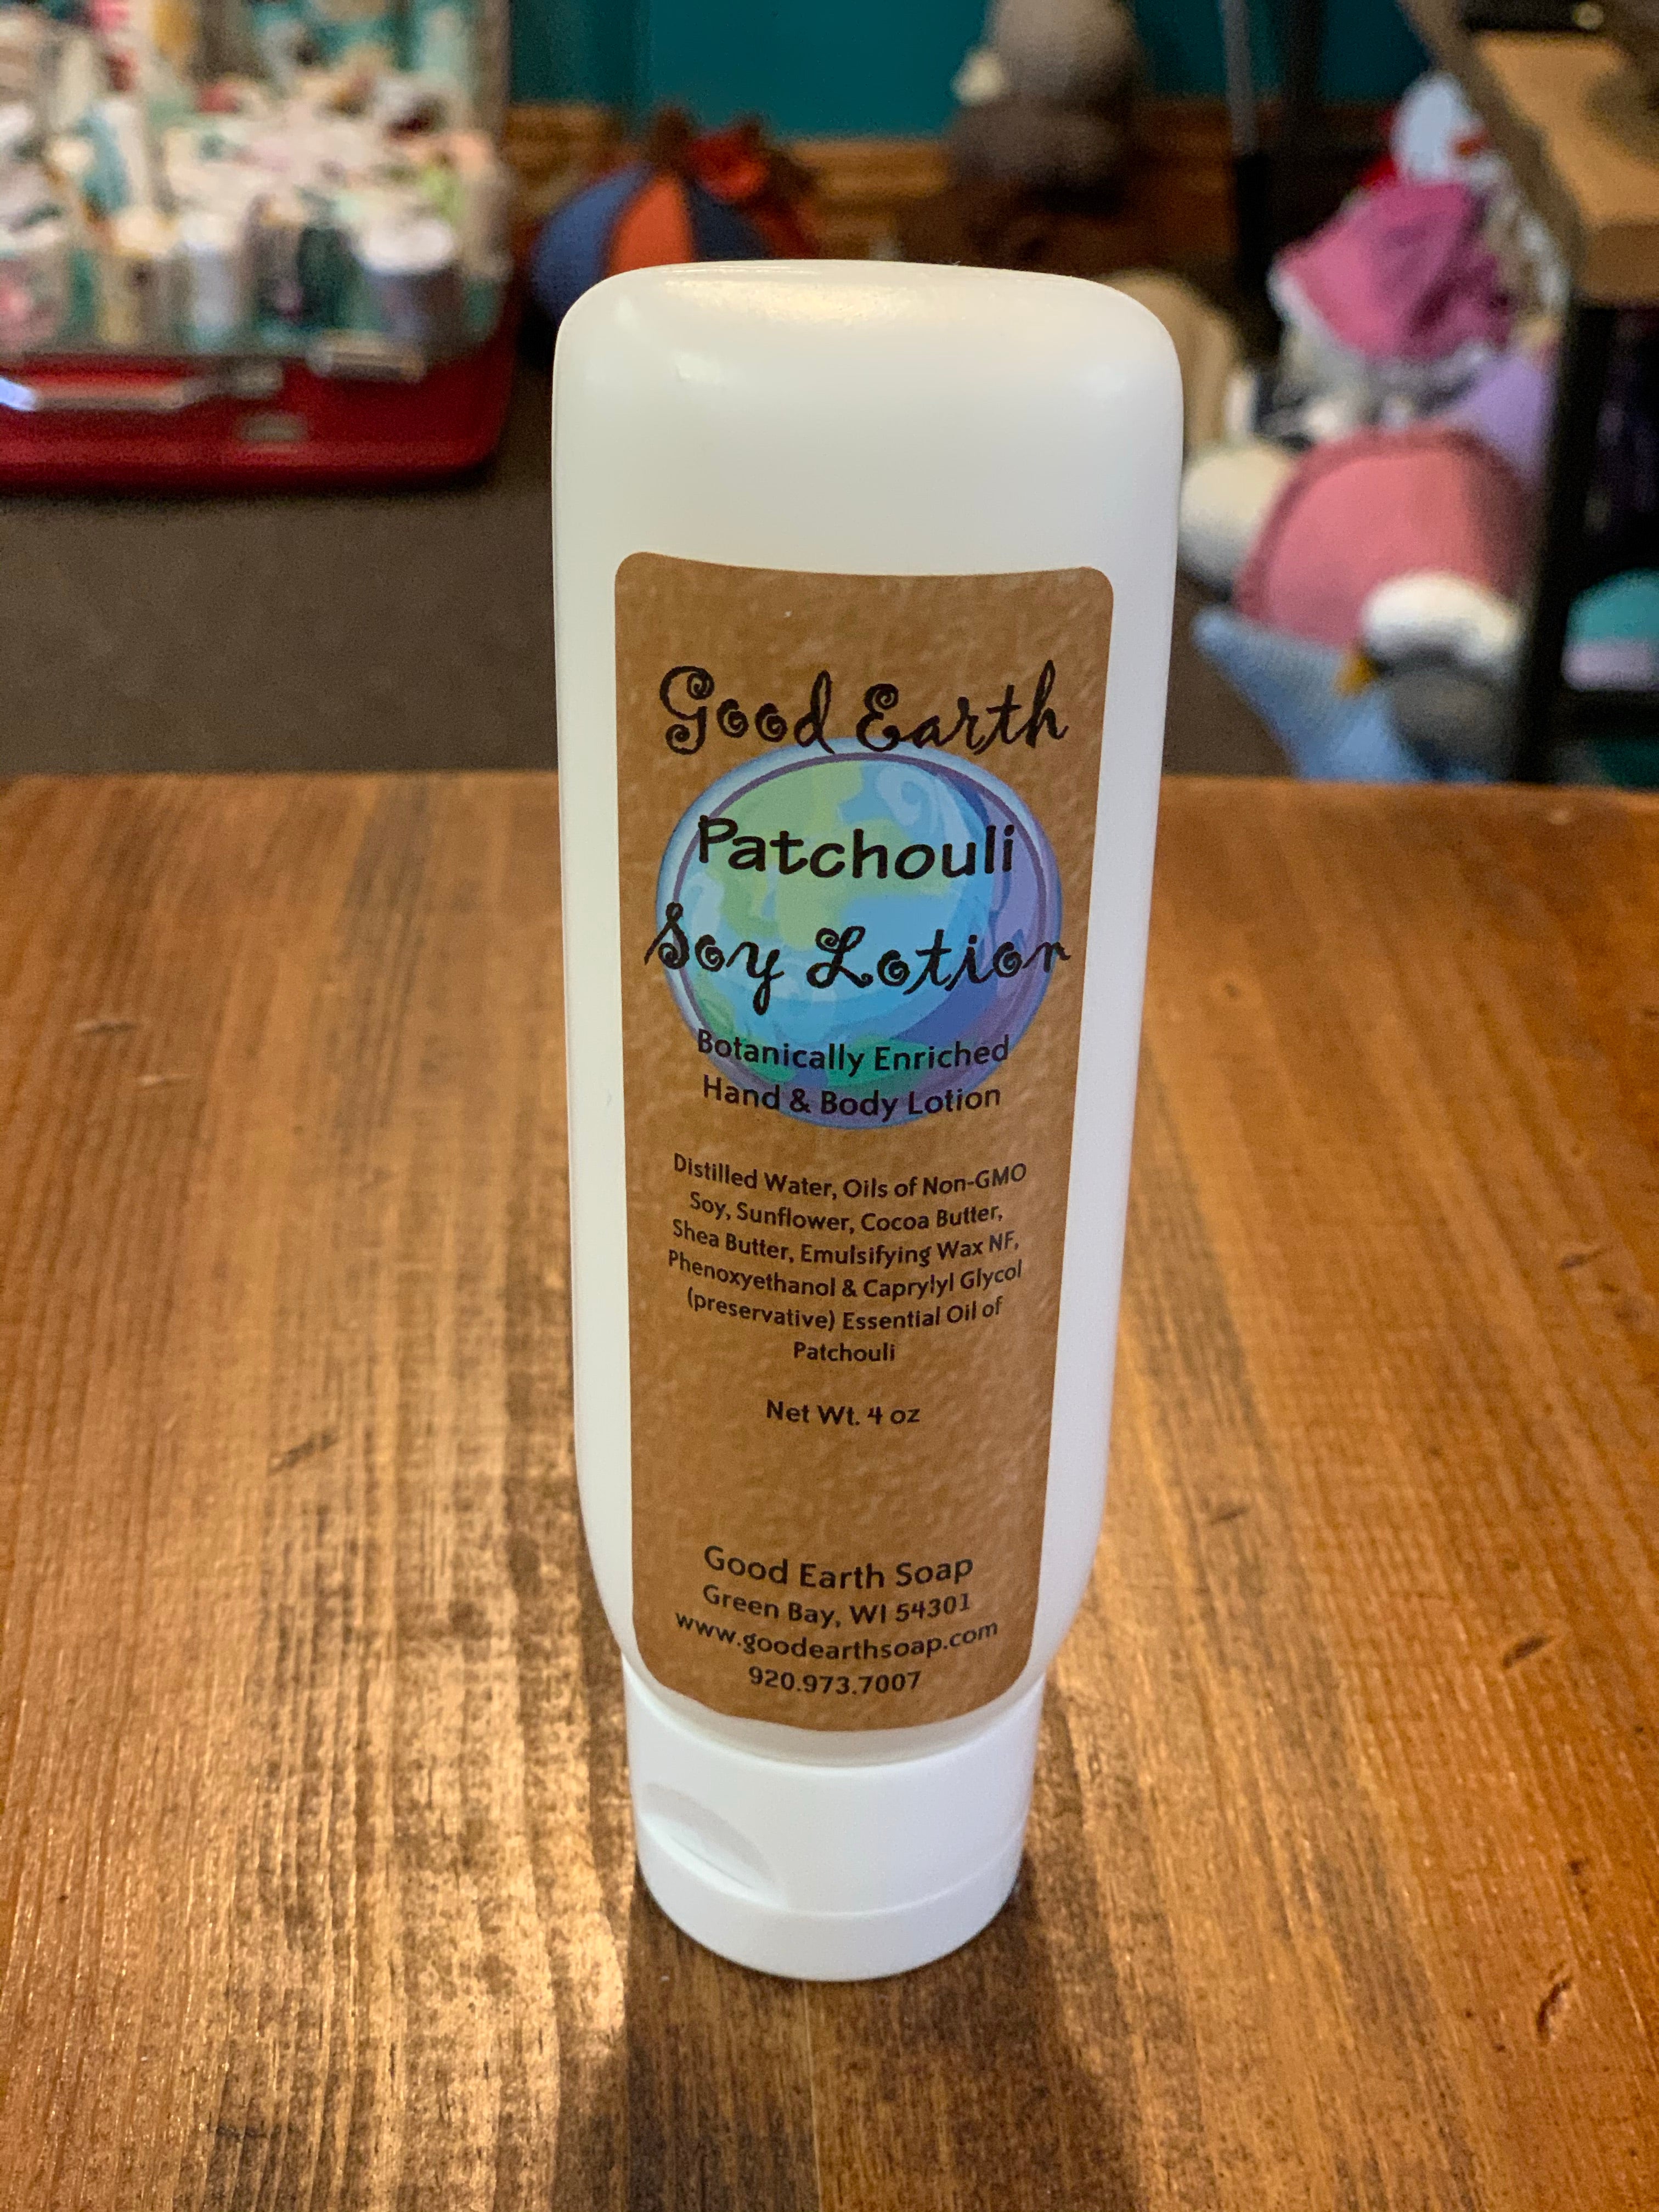 Good Earth
Patchouli
Soy Lotion
Botanically Enriched
Hand & Body Lotion
Distilled Water, Oils of Non-GMO
Soy, Sunflower, Cocoa Butter,
Shea Butter, Emulsifying Wax NF,
Phenoxyethanol & Caprylyl Glycol
(preservative) Essential Oil of
Patchouli
Net Wt. 4 oz
Good Earth Soap
Green Bay, WI 54301
www.goodearthsoap.com
920.973.7007